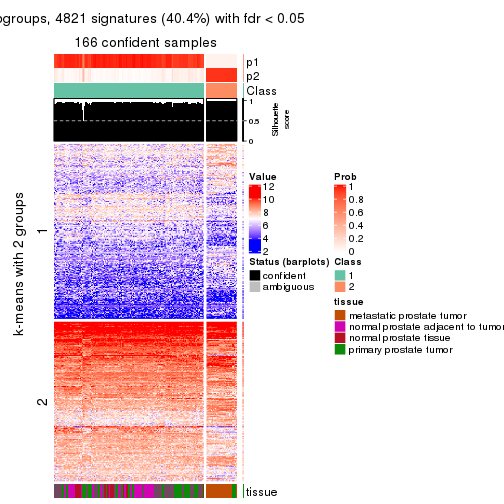 groups, 4821 signatures (40.4%) with fdr < 0.05
166 confident samples
p1
p2
Class
1
0.5
0
Silhouette
score
k-means with 2 groups
1
2
Value
12
10
8
6
4
2
Prob
1
0.8
0.6
0.4
0.2
0
Status (barplots)
confident
ambiguous
Class
1
2
tissue
metastatic prostate tumor
normal prostate adjacent to tumor
normal prostate tissue
primary prostate tumor
tissue